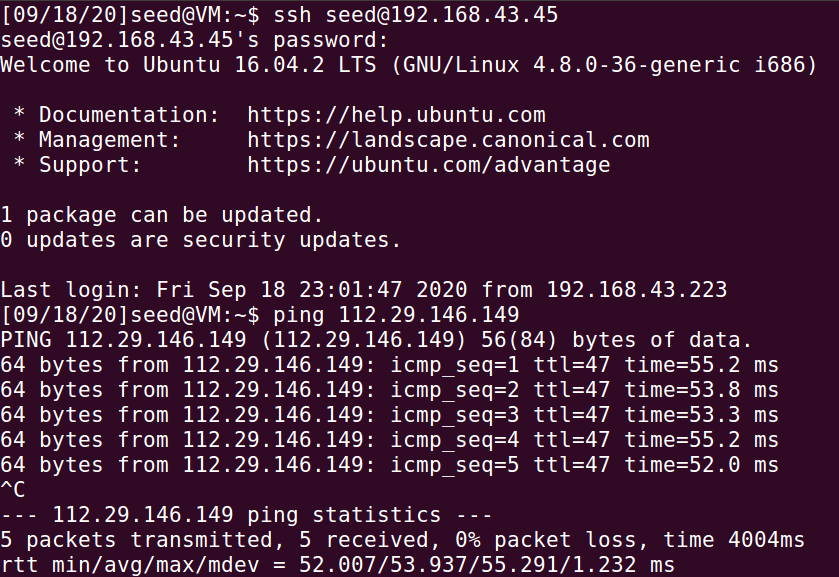 [09/18/20]seed@VM:~$ ssh seed@192.168.43.45
seed@192.168.43.45's password:
Welcome to Ubuntu 16.04.2 LTS (GNU/Linux 4.8.0-36-generic i686)

 * Documentation:  https://help.ubuntu.com
 * Management:     https://landscape.canonical.com
 * Support:        https://ubuntu.com/advantage

1 package can be updated.
0 updates are security updates.

Last login: Fri Sep 18 23:01:47 2020 from 192.168.43.223
[09/18/20]seed@VM:~$ ping 112.29.146.149
PING 112.29.146.149 (112.29.146.149) 56(84) bytes of data.
64 bytes from 112.29.146.149: icmp_seq=1 ttl=47 time=55.2 ms
64 bytes from 112.29.146.149: icmp_seq=2 ttl=47 time=53.8 ms
64 bytes from 112.29.146.149: icmp_seq=3 ttl=47 time=53.3 ms
64 bytes from 112.29.146.149: icmp_seq=4 ttl=47 time=55.2 ms
64 bytes from 112.29.146.149: icmp_seq=5 ttl=47 time=52.0 ms
^C
--- 112.29.146.149 ping statistics ---
5 packets transmitted, 5 received, 0% packet loss, time 4004ms
rtt min/avg/max/mdev = 52.007/53.937/55.291/1.232 ms